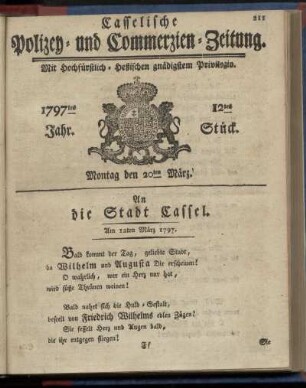 211
Casselische
Polizey- und Commerzien-Zeitung.
Mit Hochfürstlich-Hessischen gnädigstem Privilegio.
1797tes
12tes
Jahr.
Stück.
Montag den 20ten März.
An
die Stadt Cassel.
Am 12ten März 1797.
Bald kommt der Tag, geliebte Stadt,
da Wilhelm und Augusta Dir erscheinen!
O wahrlich, wer ein Herz nur hat,
wird süße Thränen weinen!
Bald nahet sich die Huld-Gestalt,
beseelt von Friedrich Wilhelms edlen Zügen!
Sie fesselt Herz und Augen bald,
die ihr entgegen fliegen!
Sie